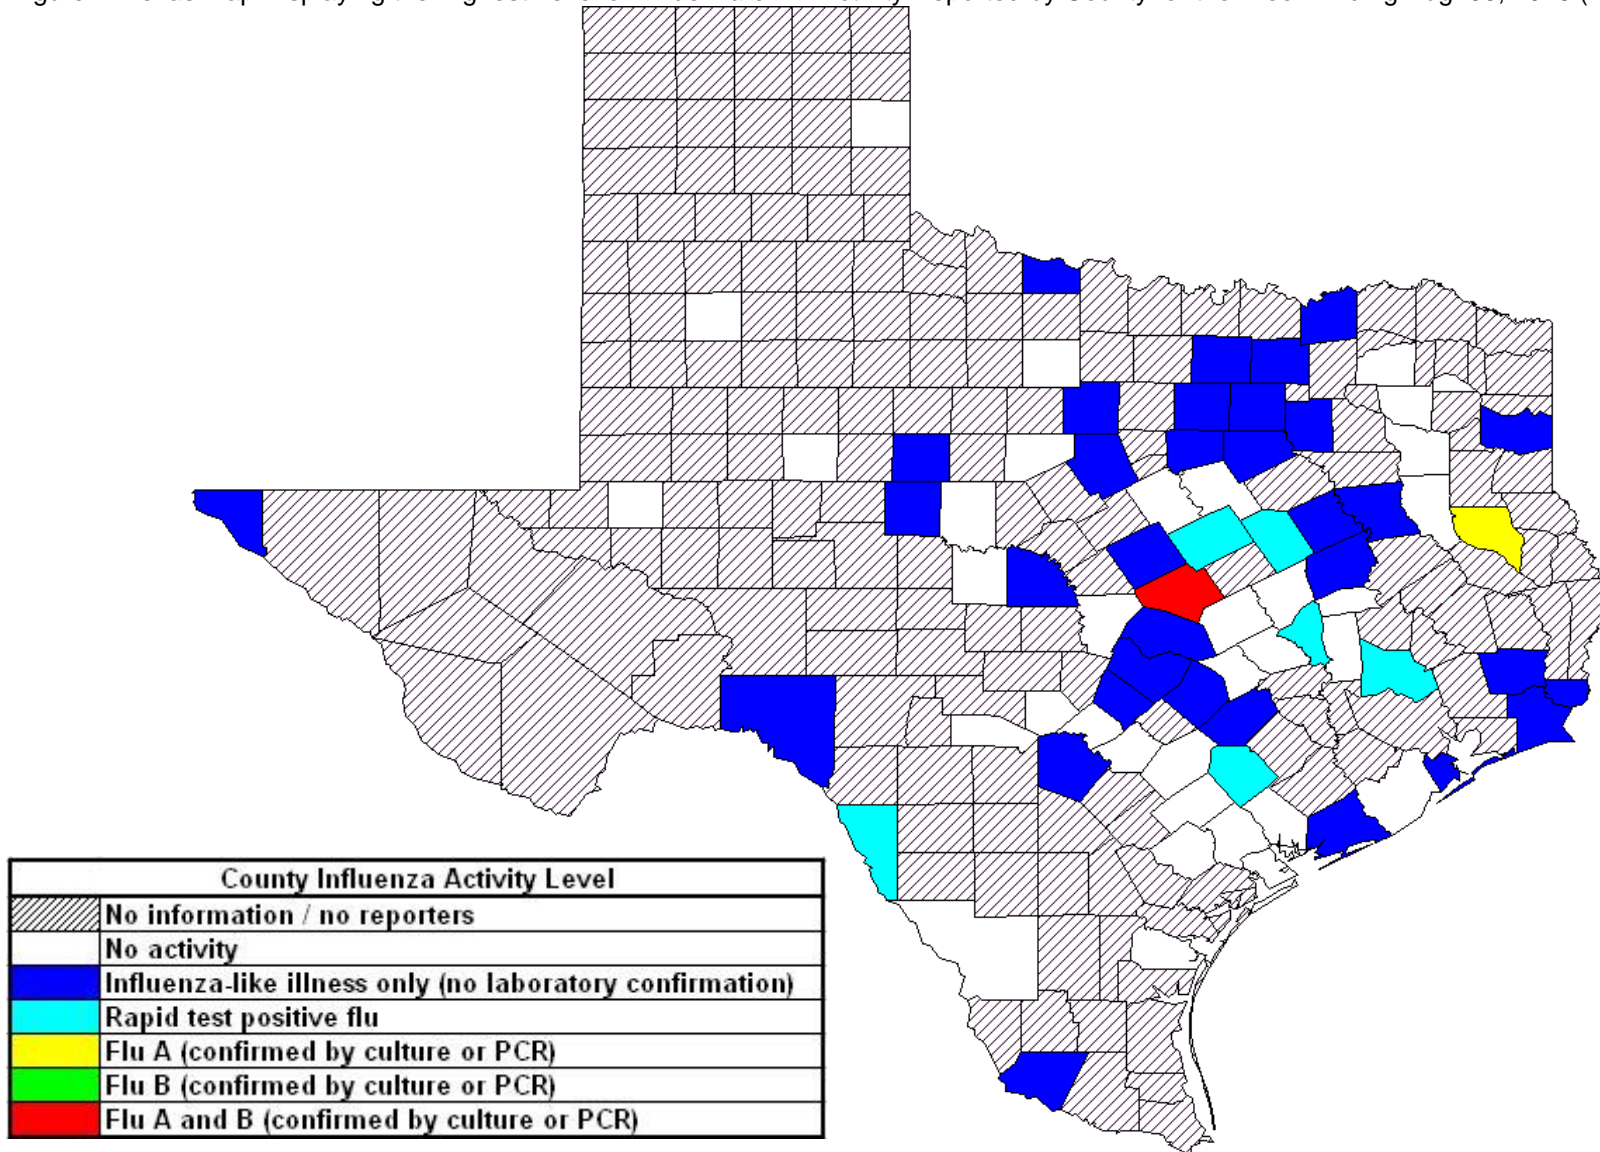 County Influenza Activity Level
No information / no reporters
No activity
Influenza-like illness only (no laboratory confirmation)
Rapid test positive flu
Flu A (confirmed by culture or PCR)
Flu B (confirmed by culture or PCR)
Flu A and B (confirmed by culture or PCR)